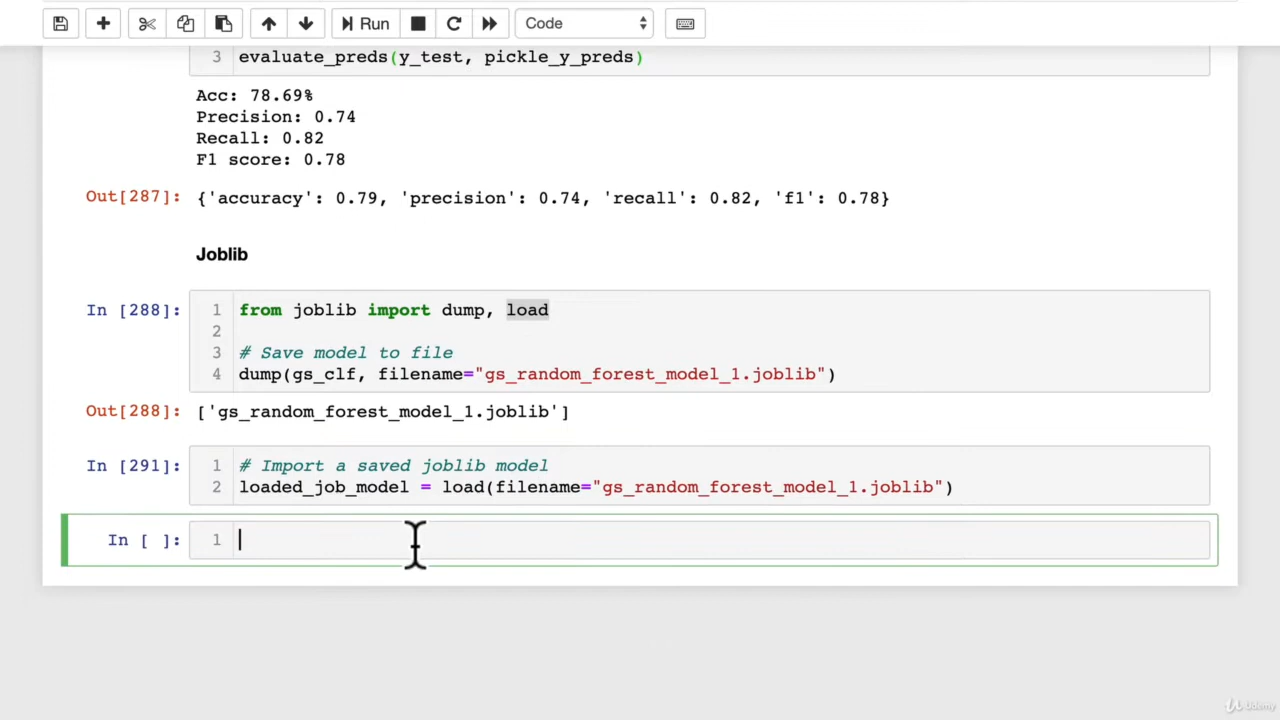 Run
Code
3 evaluate_preds(y_test, pickle_y_preds)
Acc: 78.69%
Precision: 0.74
Recall: 0.82
F1 score: 0.78
Out[287]: {'accuracy': 0.79, 'precision': 0.74, 'recall': 0.82, 'f1': 0.78}
Joblib
In [288]: 1 from joblib import dump, load
2
3 # Save model to file
4 dump(gs_clf, filename="gs_random_forest_model_1.joblib")
Out[288]: ['gs_random_forest_model_1.joblib']
In [291]: 1 # Import a saved joblib model
2 loaded_job_model = load(filename="gs_random_forest_model_1.joblib")
In [ ]: 1
Udemy